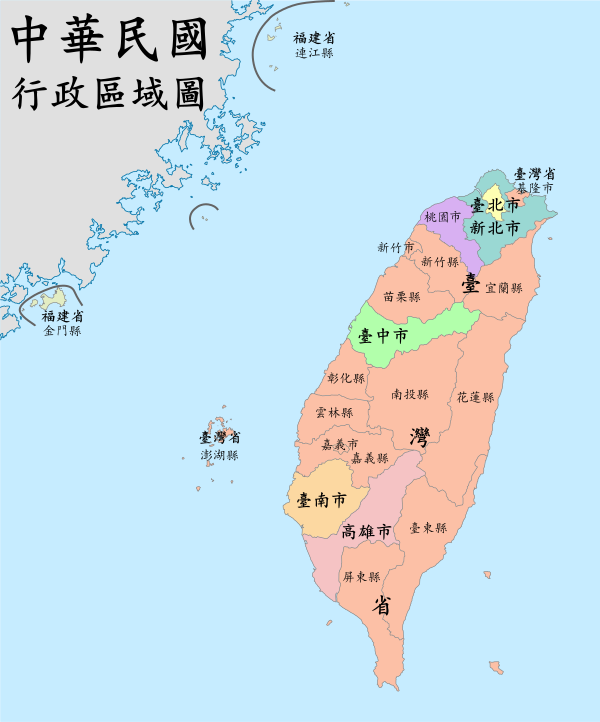 中華民國
行政區域圖
福建省
連江縣
臺灣省
基隆市
臺北市
新北市
桃園市
新竹市
新竹縣
臺
宜蘭縣
苗栗縣
福建省
金門縣
臺中市
彰化縣
南投縣
花蓮縣
雲林縣
臺灣省
澎湖縣
灣
嘉義市
嘉義縣
臺南市
高雄市
臺東縣
屏東縣
省